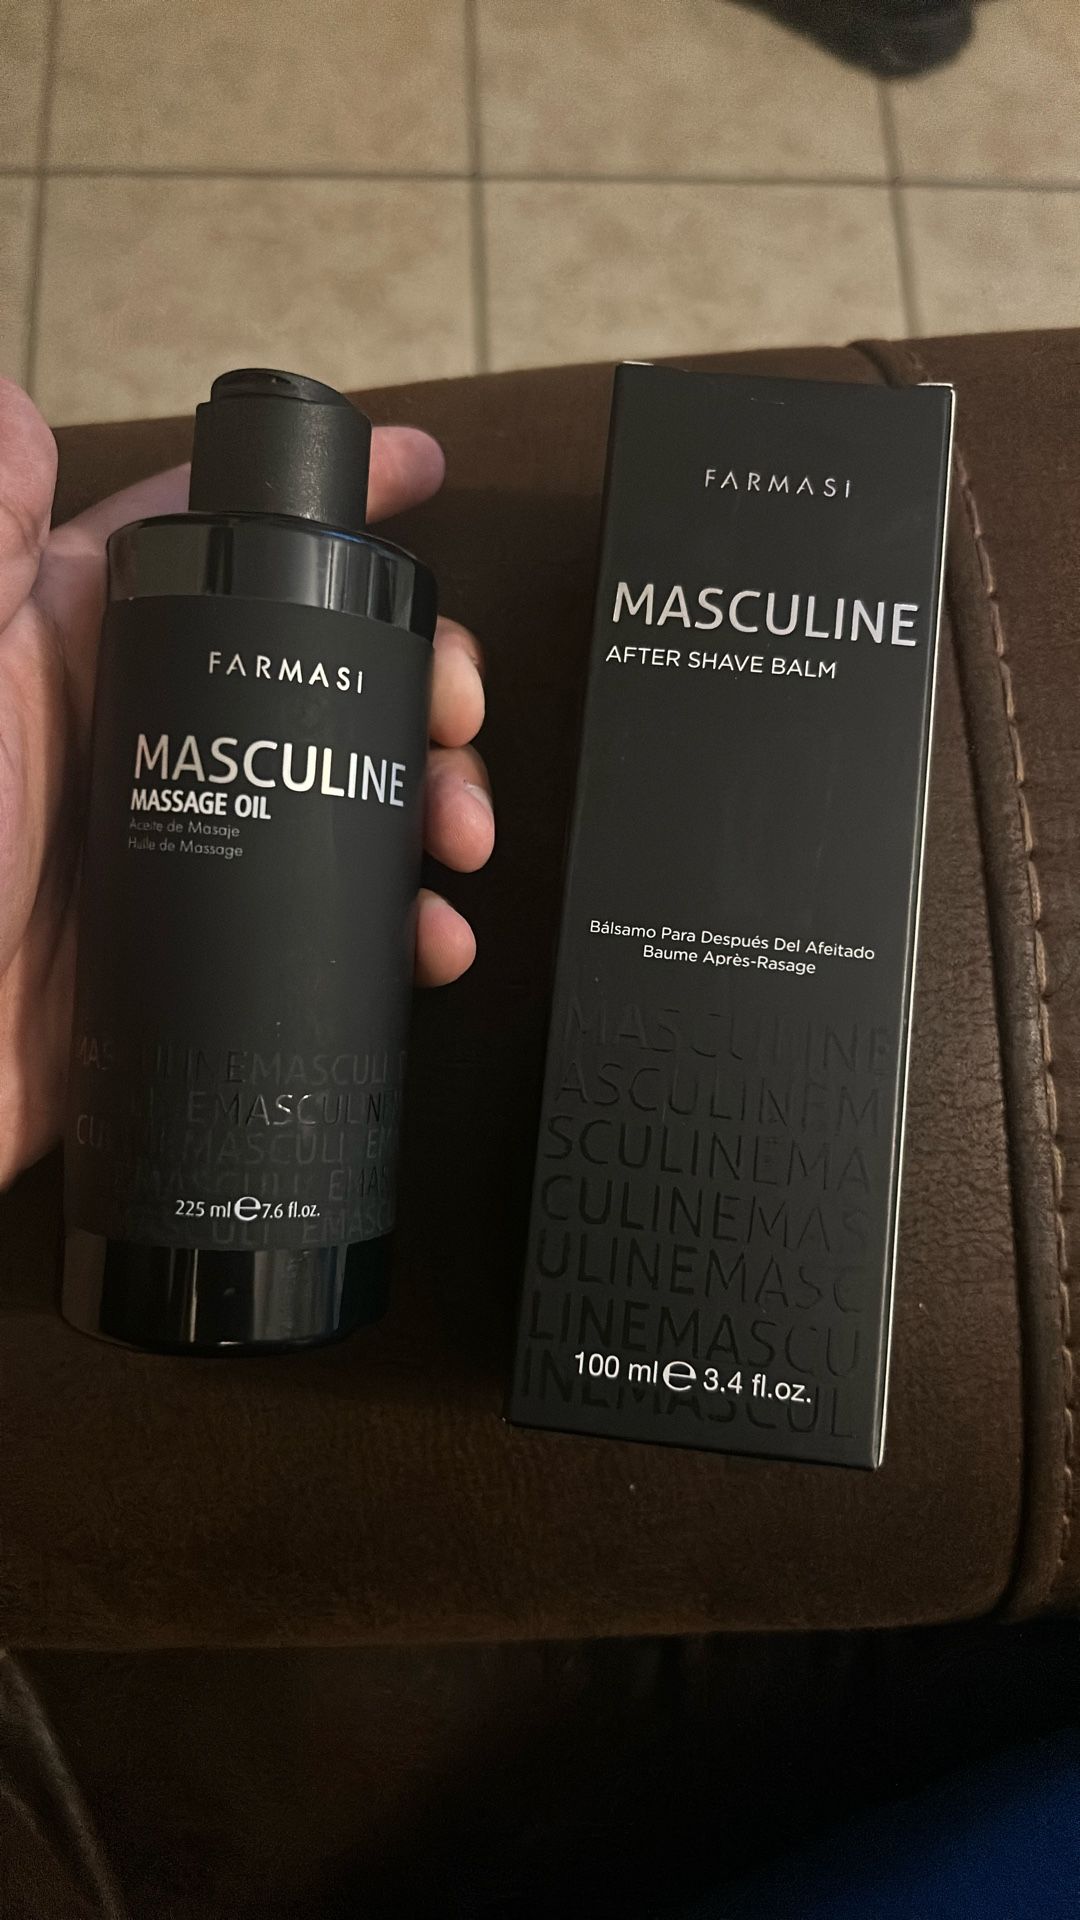 FARMASi
MASCULINE
MASSAGE OIL
Aceite de Masaje
Huile de Massage
225 ml e 7.6 fl.oz.
FARMASi
MASCULINE
AFTER SHAVE BALM
Bálsamo Para Después Del Afeitado
Baume Après-Rasage
MASCULINE
ASCULINEM
SCULINEMA
CULINEMAS
ULINEMASC
LINEMASCU
INEMASCUL
100 ml e 3.4 fl.oz.